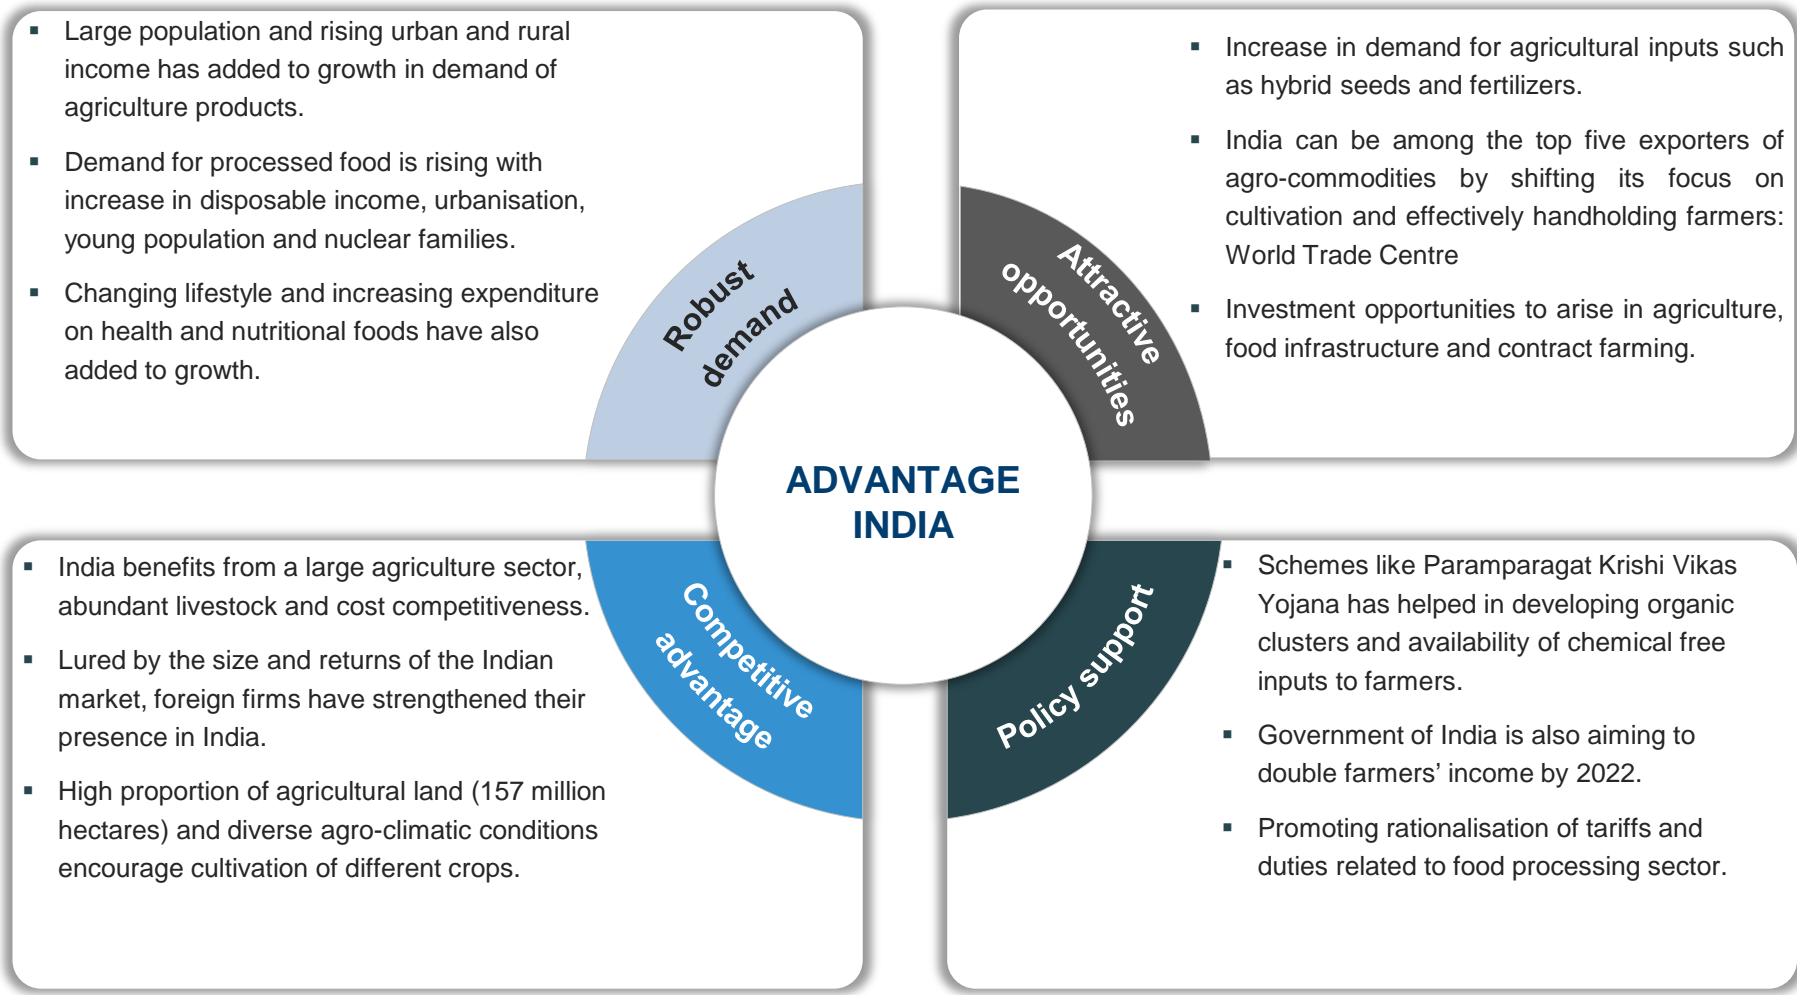 ▪ Large population and rising urban and rural
income has added to growth in demand of
agriculture products.
▪ Demand for processed food is rising with
increase in disposable income, urbanisation,
young population and nuclear families.
▪ Changing lifestyle and increasing expenditure
on health and nutritional foods have also
added to growth.
Robust
demand
▪ Increase in demand for agricultural inputs such
as hybrid seeds and fertilizers.
▪ India can be among the top five exporters of
agro-commodities by shifting its focus on
cultivation and effectively handholding farmers:
World Trade Centre
▪ Investment opportunities to arise in agriculture,
food infrastructure and contract farming.
Attractive
opportunities
ADVANTAGE
INDIA
▪ India benefits from a large agriculture sector,
abundant livestock and cost competitiveness.
▪ Lured by the size and returns of the Indian
market, foreign firms have strengthened their
presence in India.
▪ High proportion of agricultural land (157 million
hectares) and diverse agro-climatic conditions
encourage cultivation of different crops.
Competitive
advantage
Policy support
▪ Schemes like Paramparagat Krishi Vikas
Yojana has helped in developing organic
clusters and availability of chemical free
inputs to farmers.
▪ Government of India is also aiming to
double farmers’ income by 2022.
▪ Promoting rationalisation of tariffs and
duties related to food processing sector.